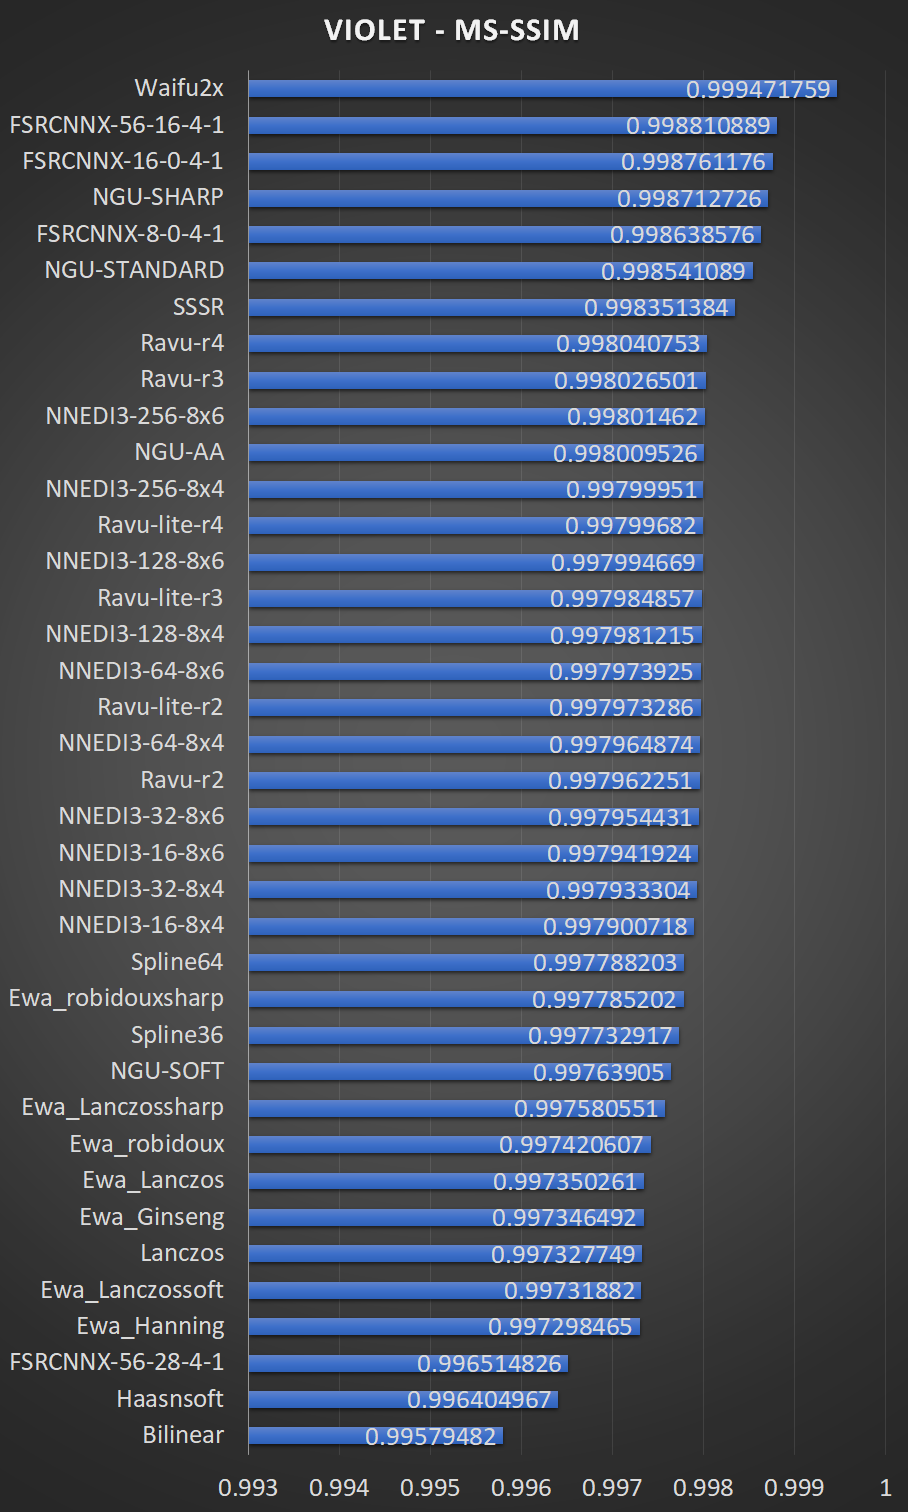 VIOLET - MS-SSIM
Waifu2x 0.999471759
FSRCNNX-56-16-4-1 0.998810889
FSRCNNX-16-0-4-1 0.998761176
NGU-SHARP 0.998712726
FSRCNNX-8-0-4-1 0.998638576
NGU-STANDARD 0.998541089
SSSR 0.998351384
Ravu-r4 0.998040753
Ravu-r3 0.998026501
NNEDI3-256-8x6 0.99801462
NGU-AA 0.998009526
NNEDI3-256-8x4 0.99799951
Ravu-lite-r4 0.99799682
NNEDI3-128-8x6 0.997994669
Ravu-lite-r3 0.997984857
NNEDI3-128-8x4 0.997981215
NNEDI3-64-8x6 0.997973925
Ravu-lite-r2 0.997973286
NNEDI3-64-8x4 0.997964874
Ravu-r2 0.997962251
NNEDI3-32-8x6 0.997954431
NNEDI3-16-8x6 0.997941924
NNEDI3-32-8x4 0.997933304
NNEDI3-16-8x4 0.997900718
Spline64 0.997788203
Ewa_robidouxsharp 0.997785202
Spline36 0.997732917
NGU-SOFT 0.99763905
Ewa_Lanczossharp 0.997580551
Ewa_robidoux 0.997420607
Ewa_Lanczos 0.997350261
Ewa_Ginseng 0.997346492
Lanczos 0.997327749
Ewa_Lanczossoft 0.99731882
Ewa_Hanning 0.997298465
FSRCNNX-56-28-4-1 0.996514826
Haasnsoft 0.996404967
Bilinear 0.99579482
0.993 0.994 0.995 0.996 0.997 0.998 0.999 1